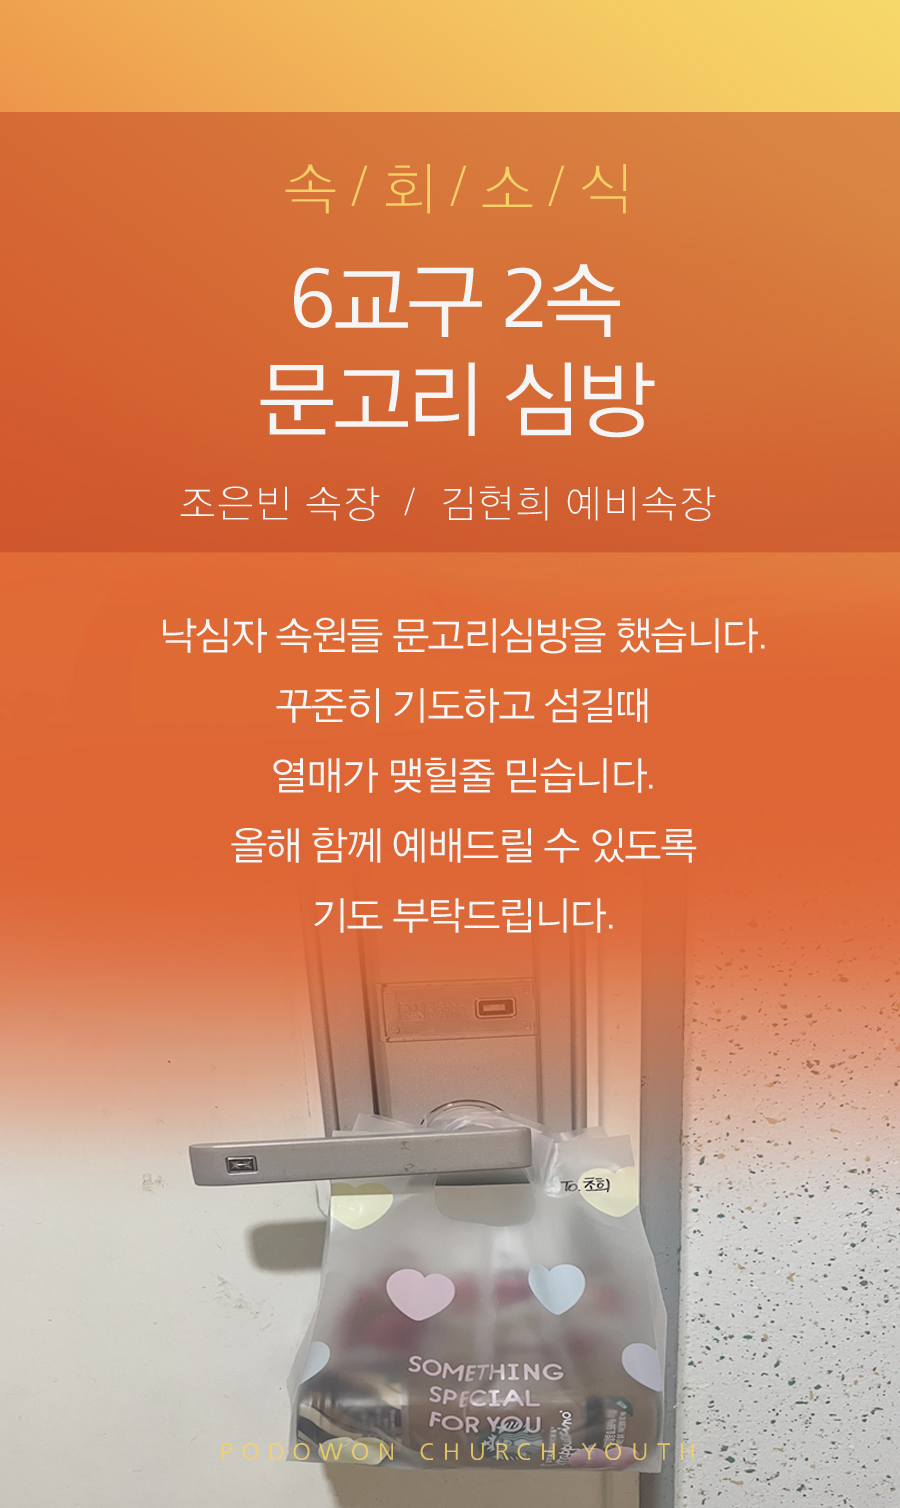 속/회/소/식
6교구 2속
문고리 심방
조은빈 속장 / 김현희 예비속장
낙심자 속원들 문고리심방을 했습니다.
꾸준히 기도하고 섬길때
열매가 맺힐줄 믿습니다.
올해 함께 예배드릴 수 있도록
기도 부탁드립니다.
To. 조희
SOMETHING
SPECIAL
FOR YOU
PODOWON CHURCH YOUTH